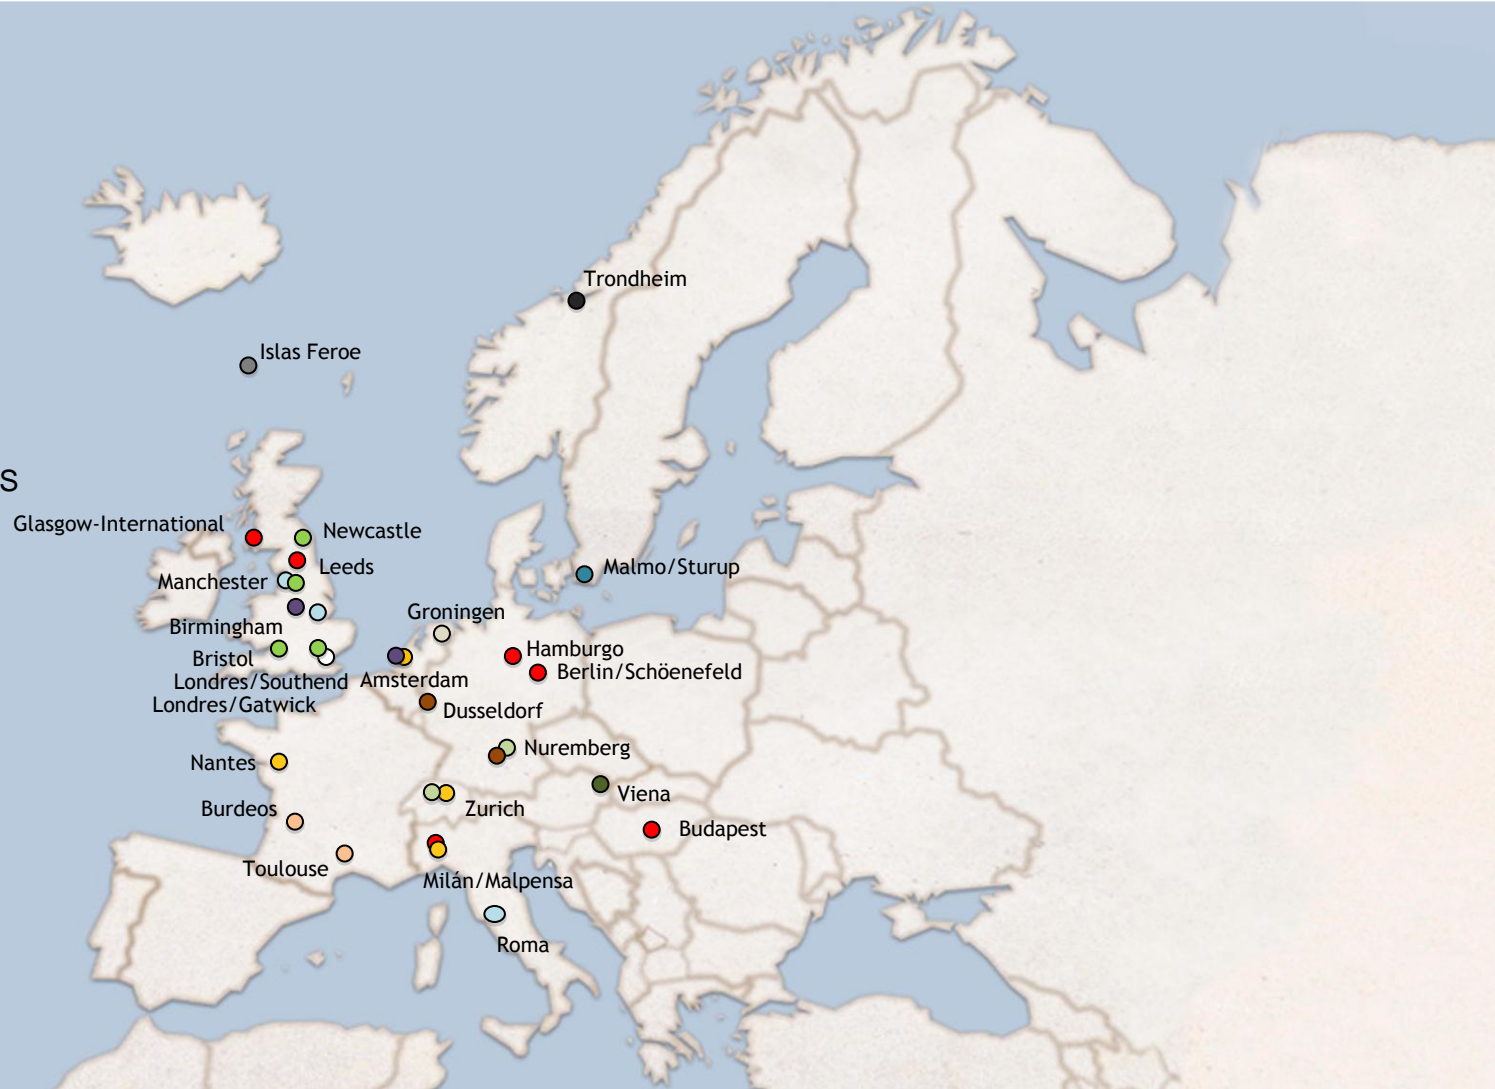 Trondheim
Islas Feroe
S
Glasgow-International
Newcastle
Leeds
Malmo/Sturup
Manchester
Groningen
Birmingham
Hamburgo
Bristol
Berlin/Schöenefeld
Londres/Southend
Amsterdam
Londres/Gatwick
Dusseldorf
Nuremberg
Nantes
Viena
Burdeos
Zurich
Budapest
Toulouse
Milán/Malpensa
Roma